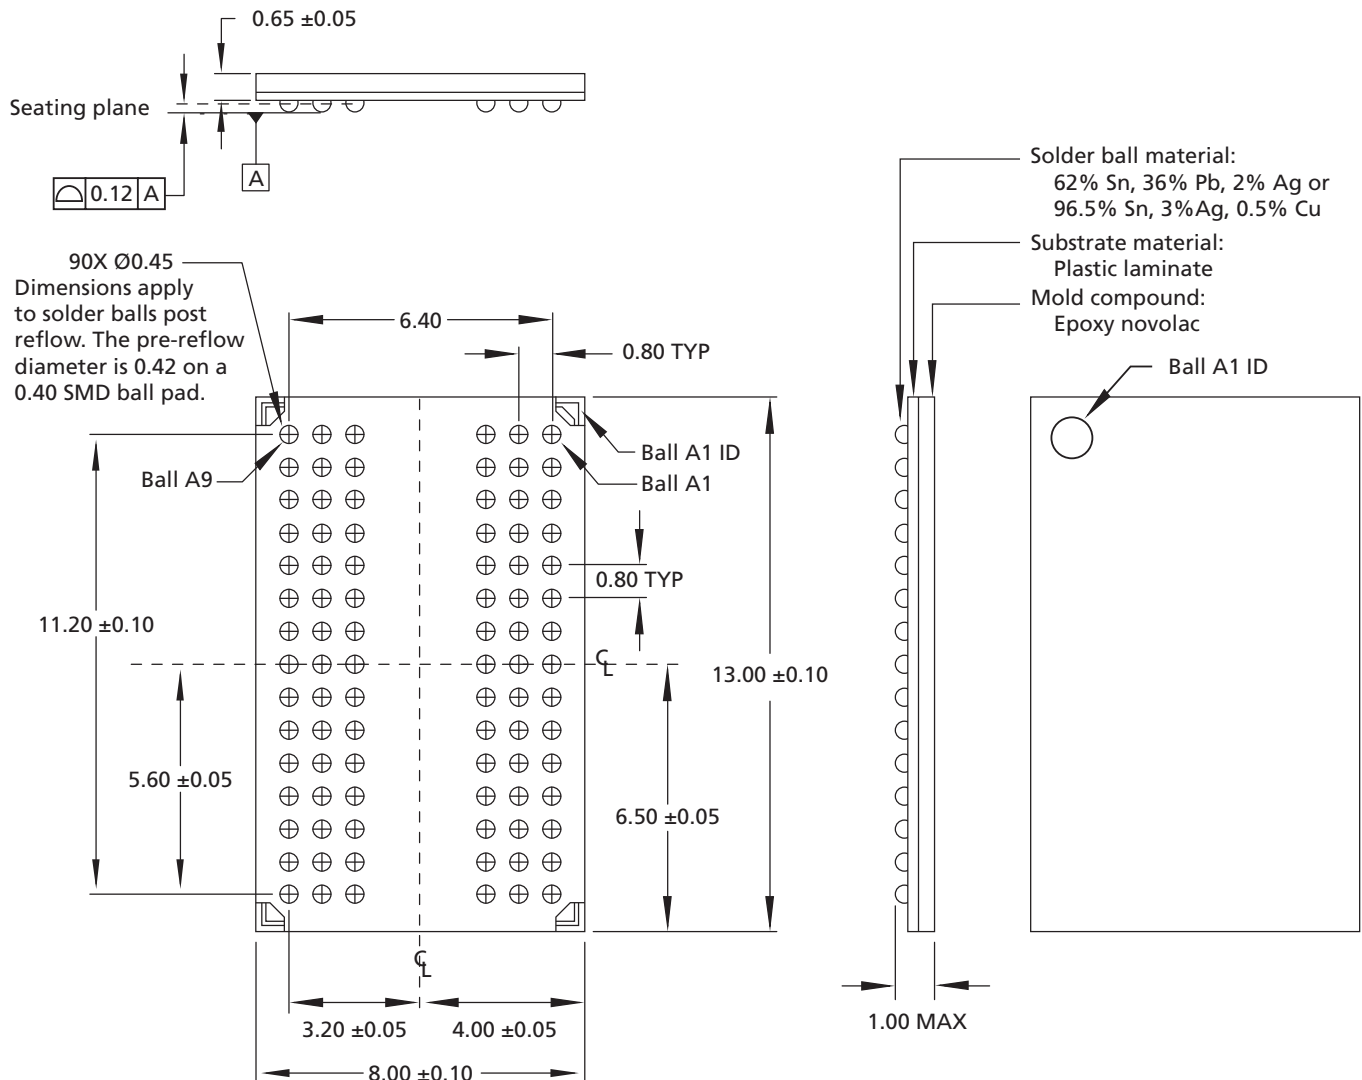 0.65 ±0.05
Seating plane
0.12 A
A
Solder ball material:
62% Sn, 36% Pb, 2% Ag or
96.5% Sn, 3%Ag, 0.5% Cu
Substrate material:
Plastic laminate
Mold compound:
Epoxy novolac
90X Ø0.45
Dimensions apply
to solder balls post
reflow. The pre-reflow
diameter is 0.42 on a
0.40 SMD ball pad.
6.40
0.80 TYP
Ball A1 ID
Ball A1 ID
Ball A1
Ball A9
0.80 TYP
11.20 ±0.10
℄
13.00 ±0.10
5.60 ±0.05
6.50 ±0.05
℄
3.20 ±0.05
4.00 ±0.05
1.00 MAX
8.00 ±0.10